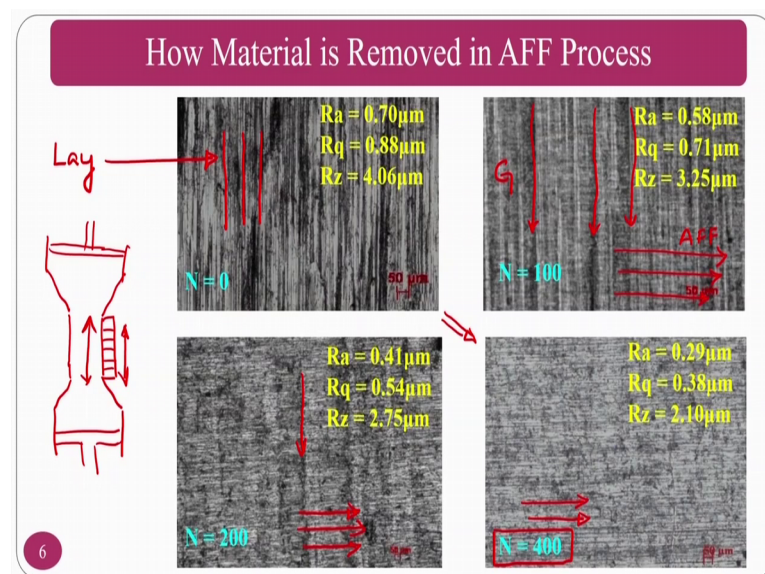 How Material is Removed in AFF Process
Lay
Ra = 0.70µm
Rq = 0.88µm
Rz = 4.06µm
N = 0
50 µm
Ra = 0.58µm
Rq = 0.71µm
Rz = 3.25µm
G
AFF
N = 100
50 µm
Ra = 0.41µm
Rq = 0.54µm
Rz = 2.75µm
N = 200
Ra = 0.29µm
Rq = 0.38µm
Rz = 2.10µm
N = 400
50 µm
6